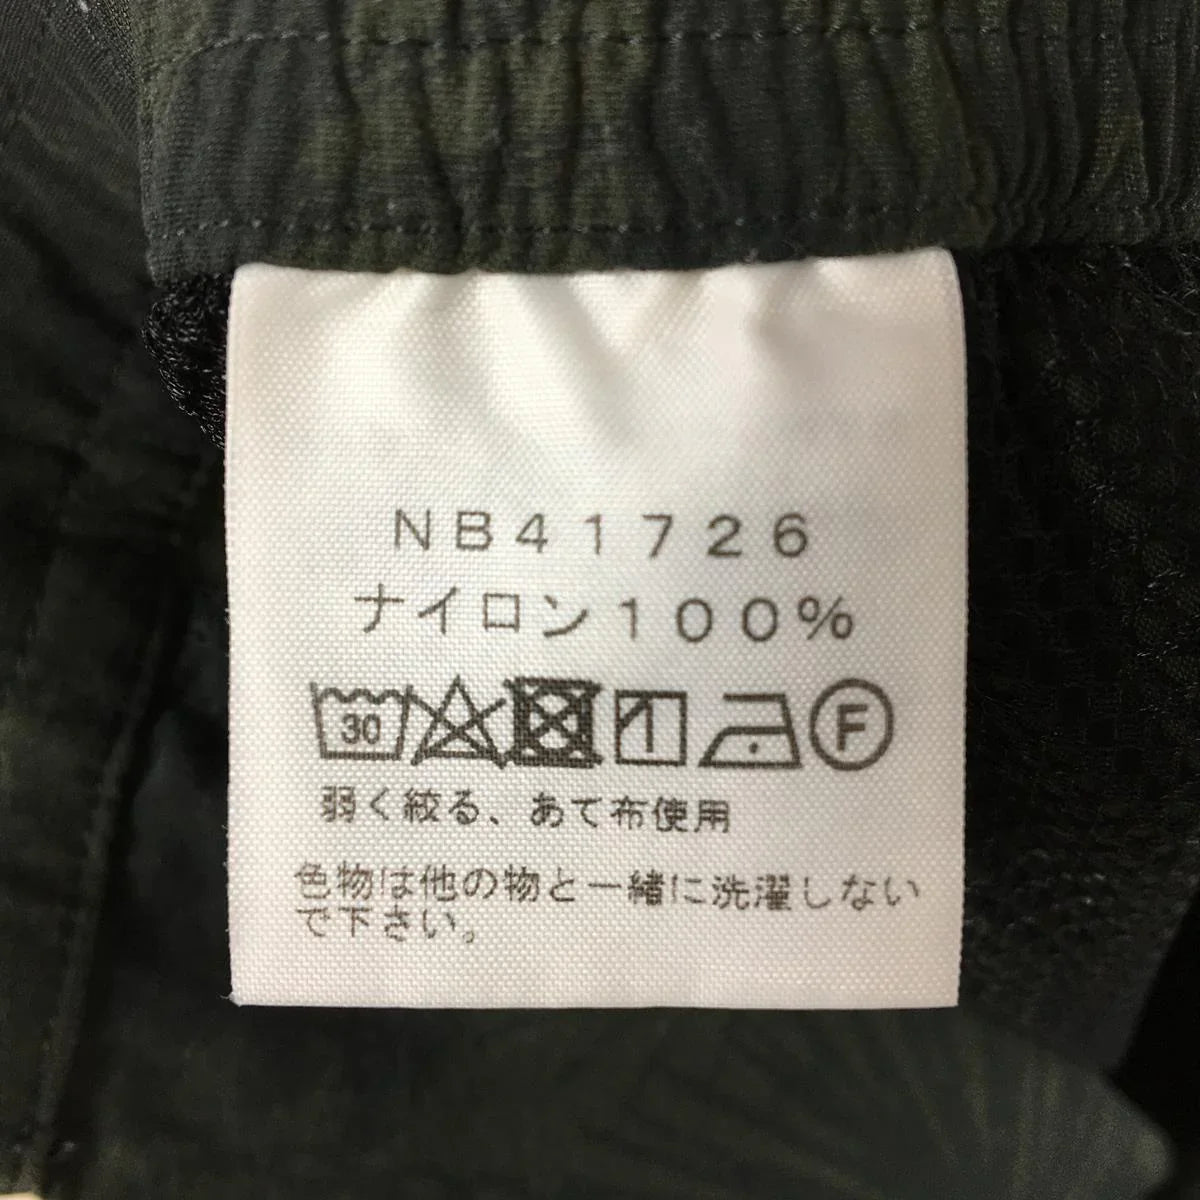 NB41726
ナイロン100%
30 F
弱く絞る、あて布使用
色物は他の物と一緒に洗濯しない
で下さい。